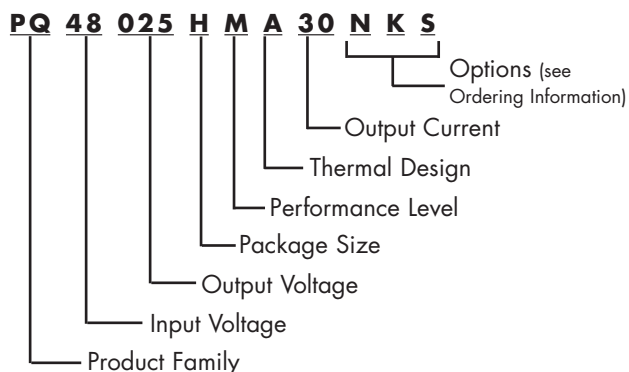 PQ 48 025 H M A 30 N K S
Options (see
Ordering Information)
Output Current
Thermal Design
Performance Level
Package Size
Output Voltage
Input Voltage
Product Family